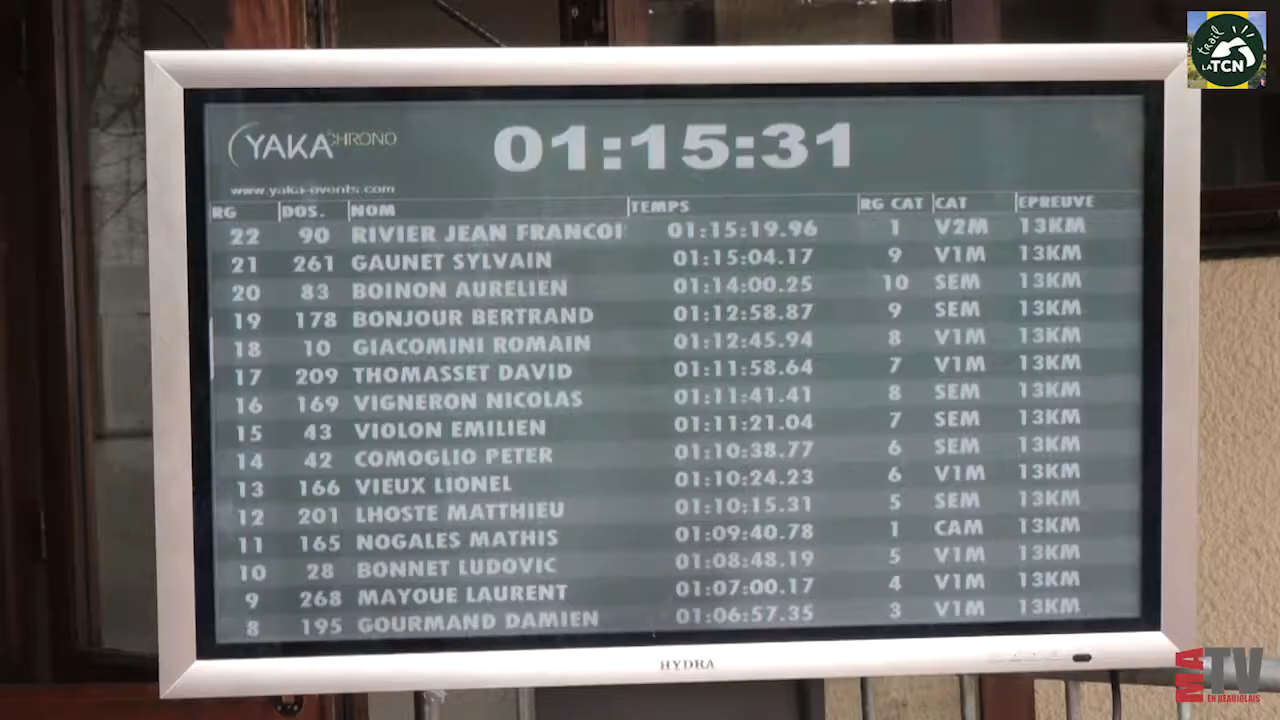 trail
LA TCN
YAKA CHRONO
01:15:31
www.yaka-events.com
RG DOS. NOM TEMPS RG CAT CAT EPREUVE
22 90 RIVIER JEAN FRANCOI 01:15:19.96 1 V2M 13KM
21 261 GAUNET SYLVAIN 01:15:04.17 9 V1M 13KM
20 83 BOINON AURELIEN 01:14:00.25 10 SEM 13KM
19 178 BONJOUR BERTRAND 01:12:58.87 9 SEM 13KM
18 10 GIACOMINI ROMAIN 01:12:45.94 8 V1M 13KM
17 209 THOMASSET DAVID 01:11:58.64 7 V1M 13KM
16 169 VIGNERON NICOLAS 01:11:41.41 8 SEM 13KM
15 43 VIOLON EMILIEN 01:11:21.04 7 SEM 13KM
14 42 COMOGLIO PETER 01:10:38.77 6 SEM 13KM
13 166 VIEUX LIONEL 01:10:24.23 6 V1M 13KM
12 201 LHOSTE MATTHIEU 01:10:15.31 5 SEM 13KM
11 165 NOGALES MATHIS 01:09:40.78 1 CAM 13KM
10 28 BONNET LUDOVIC 01:08:48.19 5 V1M 13KM
9 268 MAYOUE LAURENT 01:07:00.17 4 V1M 13KM
8 195 GOURMAND DAMIEN 01:06:57.35 3 V1M 13KM
HYDRA
MA TV
EN BEAUJOLAIS